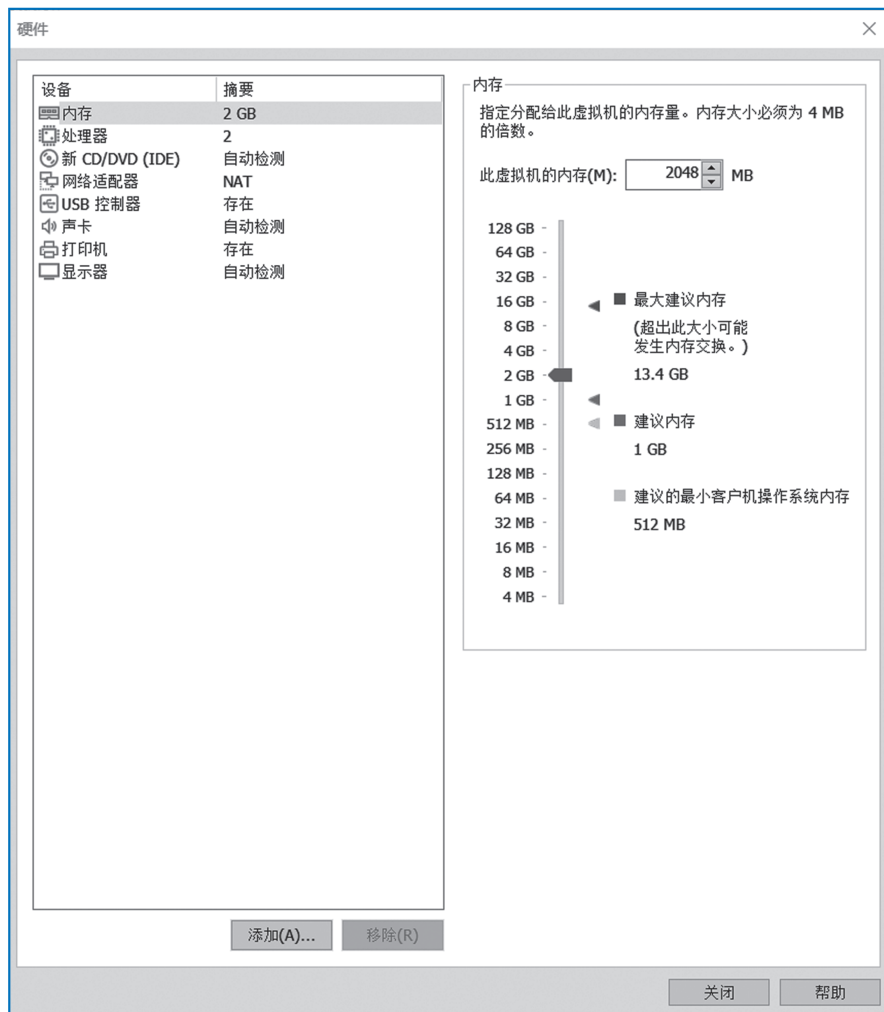 硬件
设备 摘要
内存 2 GB
处理器 2
新 CD/DVD (IDE) 自动检测
网络适配器 NAT
USB 控制器 存在
声卡 自动检测
打印机 存在
显示器 自动检测
添加(A)... 移除(R)
内存
指定分配给此虚拟机的内存量。内存大小必须为 4 MB
的倍数。
此虚拟机的内存(M): 2048 MB
128 GB
64 GB
32 GB
16 GB
8 GB
4 GB
2 GB
1 GB
512 MB
256 MB
128 MB
64 MB
32 MB
16 MB
8 MB
4 MB
最大建议内存
(超出此大小可能
发生内存交换。)
13.4 GB
建议内存
1 GB
建议的最小客户机操作系统内存
512 MB
关闭 帮助